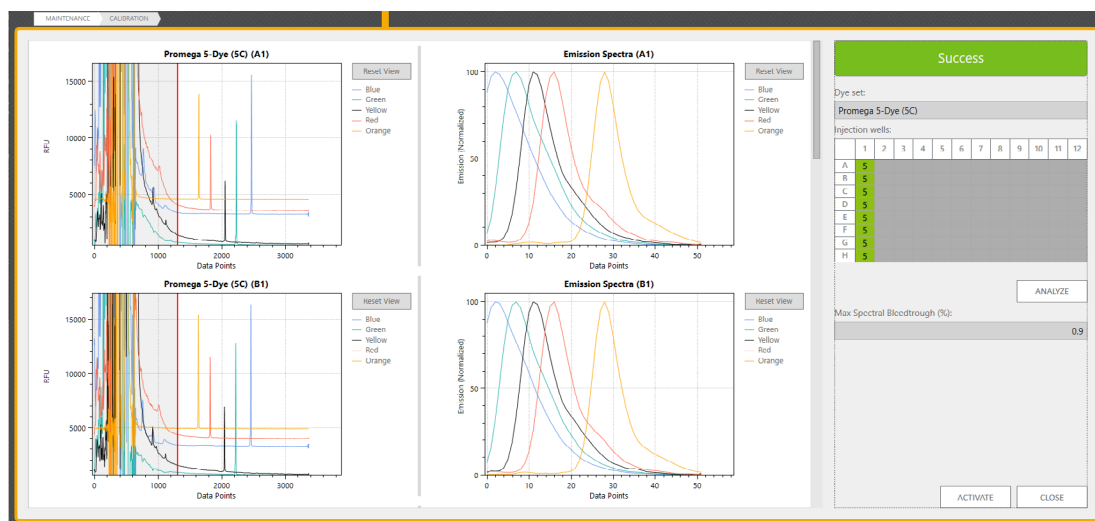 MAINTENANCE CALIBRATION
Promega 5-Dye (5C) (A1)
Reset View
Blue
Green
Yellow
Red
Orange
RFU
15000
10000
5000
0 1000 2000 3000
Data Points
Emission Spectra (A1)
Reset View
Blue
Green
Yellow
Red
Orange
Emission (Normalized)
100
50
0
0 10 20 30 40 50
Data Points
Promega 5-Dye (5C) (B1)
Reset View
Blue
Green
Yellow
Red
Orange
RFU
15000
10000
5000
0 1000 2000 3000
Data Points
Emission Spectra (B1)
Reset View
Blue
Green
Yellow
Red
Orange
Emission (Normalized)
100
50
0
0 10 20 30 40 50
Data Points
Success
Dye set:
Promega 5-Dye (5C)
Injection wells:
1 2 3 4 5 6 7 8 9 10 11 12
A 5
B 5
C 5
D 5
E 5
F 5
G 5
H 5
ANALYZE
Max Spectral Bleedtrough (%):
0.9
ACTIVATE CLOSE